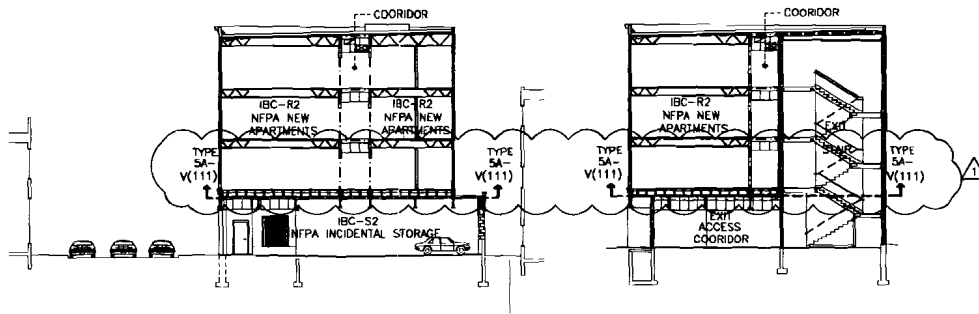 CDORIDOR
IBC-R2
NFPA NEW
APARTMENTS
IBC-R2
NFPA NEW
APARTMENTS
TYPE
5A-
V(111)
TYPE
5A-
V(111)
IBC-S2
NFPA INCIDENTAL STORAGE
COORIDOR
IBC-R2
NFPA NEW
APARTMENTS
EXIT
STAIR
TYPE
5A-
V(111)
TYPE
5A-
V(111)
EXIT
ACCESS
COORIDOR
1